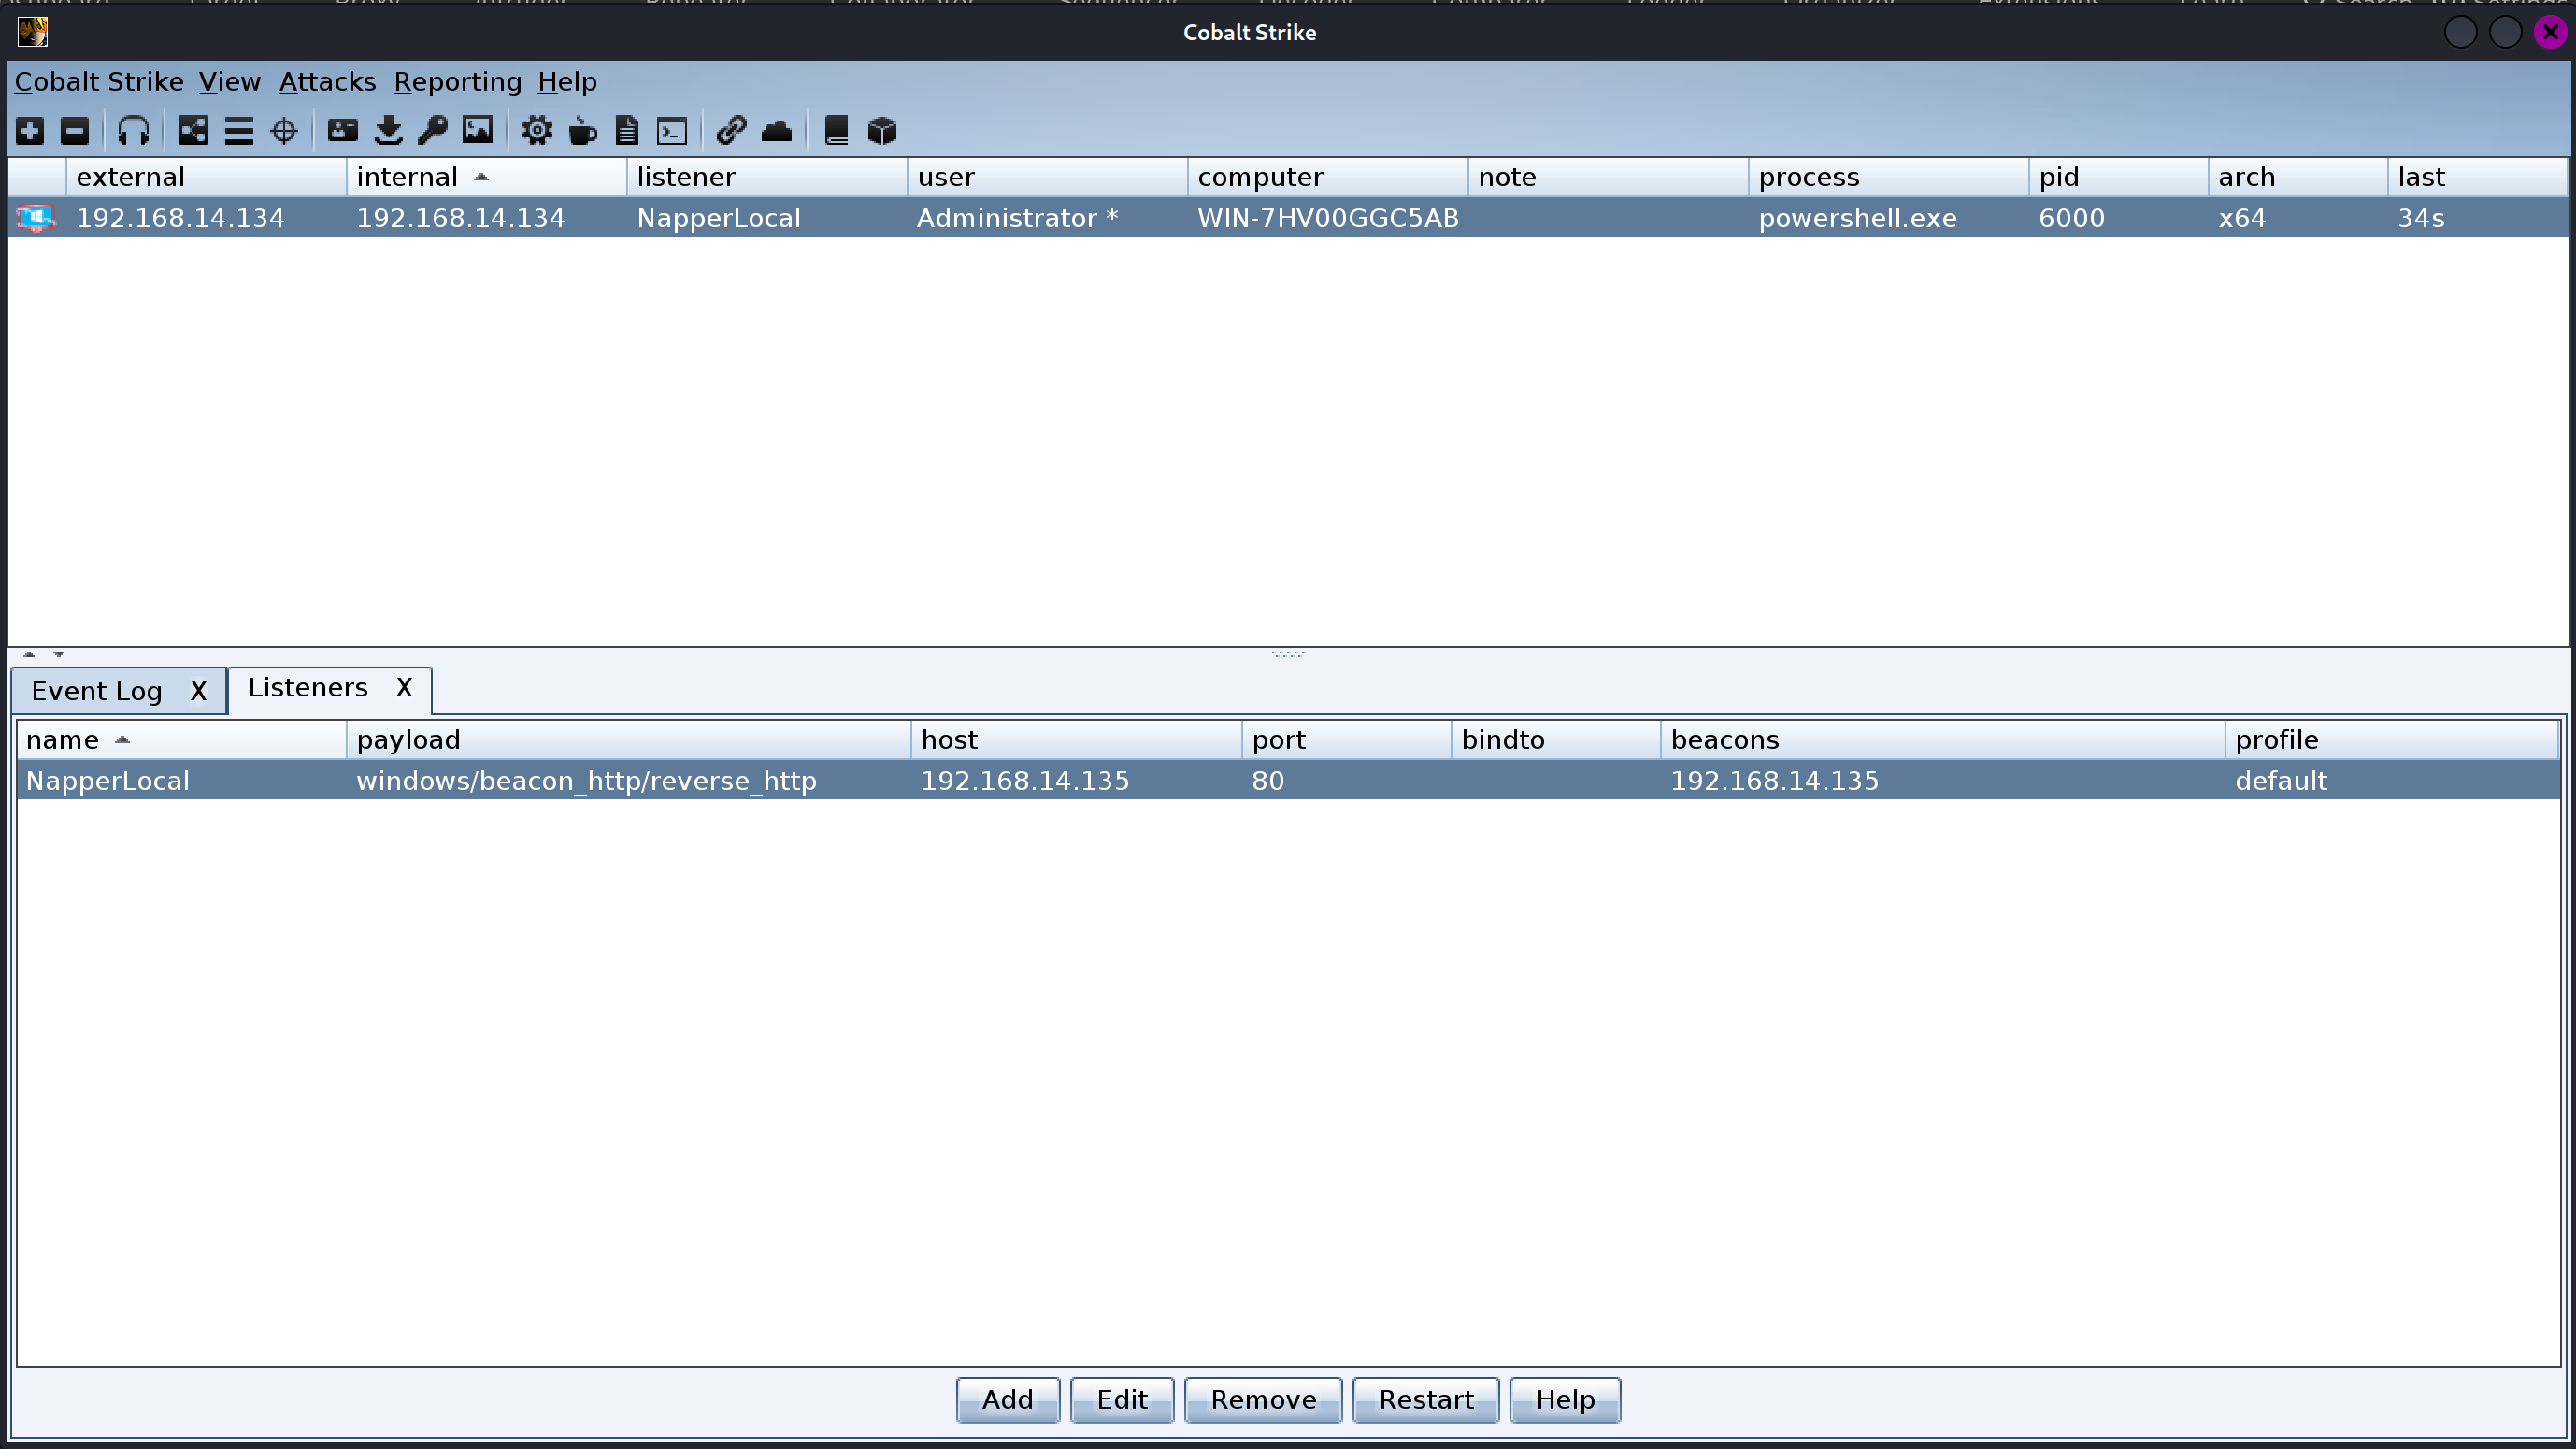 Cobalt Strike
Cobalt Strike View Attacks Reporting Help
external internal listener user computer note process pid arch last
192.168.14.134 192.168.14.134 NapperLocal Administrator * WIN-7HV00GGC5AB powershell.exe 6000 x64 34s
Event Log X Listeners X
name payload host port bindto beacons profile
NapperLocal windows/beacon_http/reverse_http 192.168.14.135 80 192.168.14.135 default
Add Edit Remove Restart Help